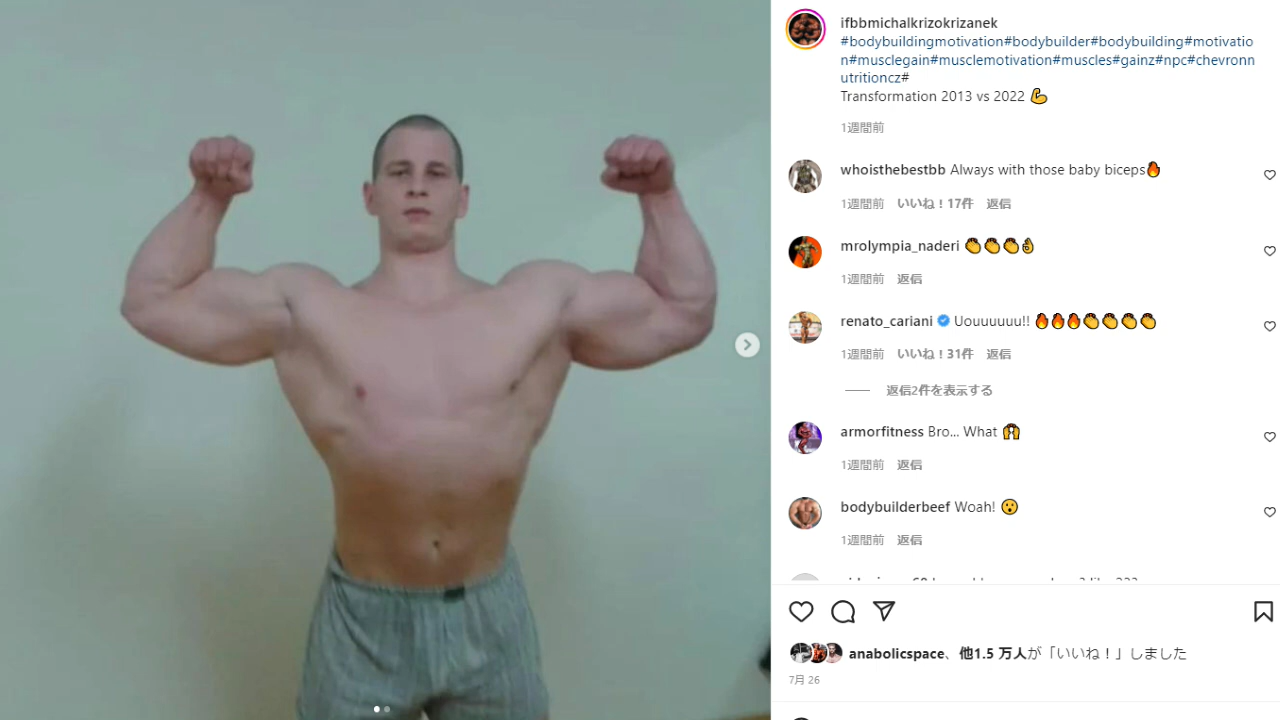 ifbbmichalkrizokrizanek
#bodybuildingmotivation#bodybuilder#bodybuilding#motivatio
n#musclegain#musclemotivation#muscles#gainz#npc#chevronn
utritioncz#
Transformation 2013 vs 2022 💪
1週間前
whoisthebestbb Always with those baby biceps🔥
1週間前 いいね！17件 返信
mrolympia_naderi 👏👏👏👌
1週間前 返信
renato_cariani Uouuuuuu!! 🔥🔥🔥👏👏👏👏
1週間前 いいね！31件 返信
返信2件を表示する
armorfitness Bro... What 🙌
1週間前 返信
bodybuilderbeef Woah! 😯
1週間前 返信
anabolicspace、他1.5 万人が「いいね！」しました
7月 26